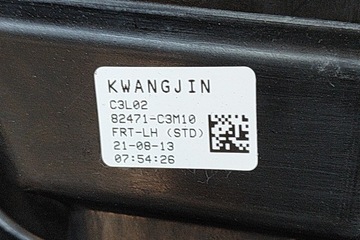 KWANGJIN
C3L02
82471-C3M10
FRT-LH (STD)
21-08-13
07:54:26